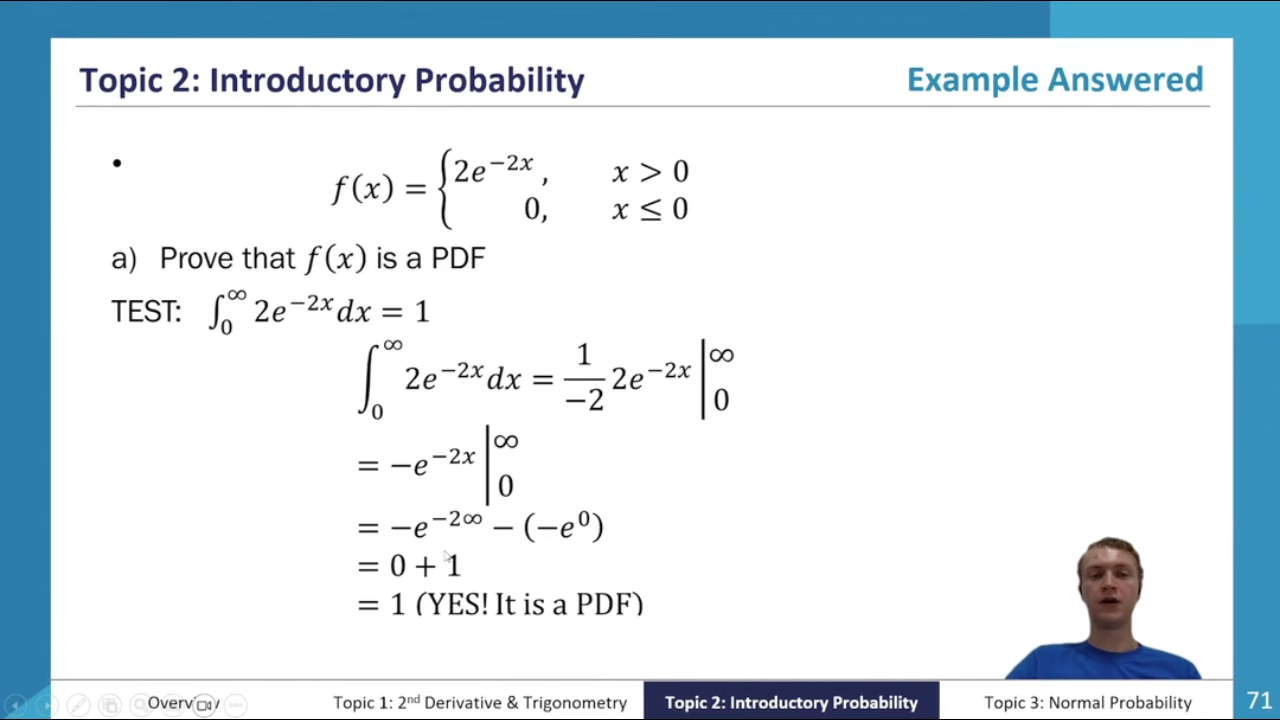 Topic 2: Introductory Probability
Example Answered
• f(x) = { 2e^{−2x}, x > 0
0, x ≤ 0
a) Prove that f(x) is a PDF
TEST: ∫_0^∞ 2e^{−2x} dx = 1
∫_0^∞ 2e^{−2x} dx = \frac{1}{−2} 2e^{−2x} |_0^∞
= −e^{−2x} |_0^∞
= −e^{−2∞} − (−e^0)
= 0 + 1
= 1 (YES! It is a PDF)
Overview
Topic 1: 2nd Derivative & Trigonometry
Topic 2: Introductory Probability
Topic 3: Normal Probability
71